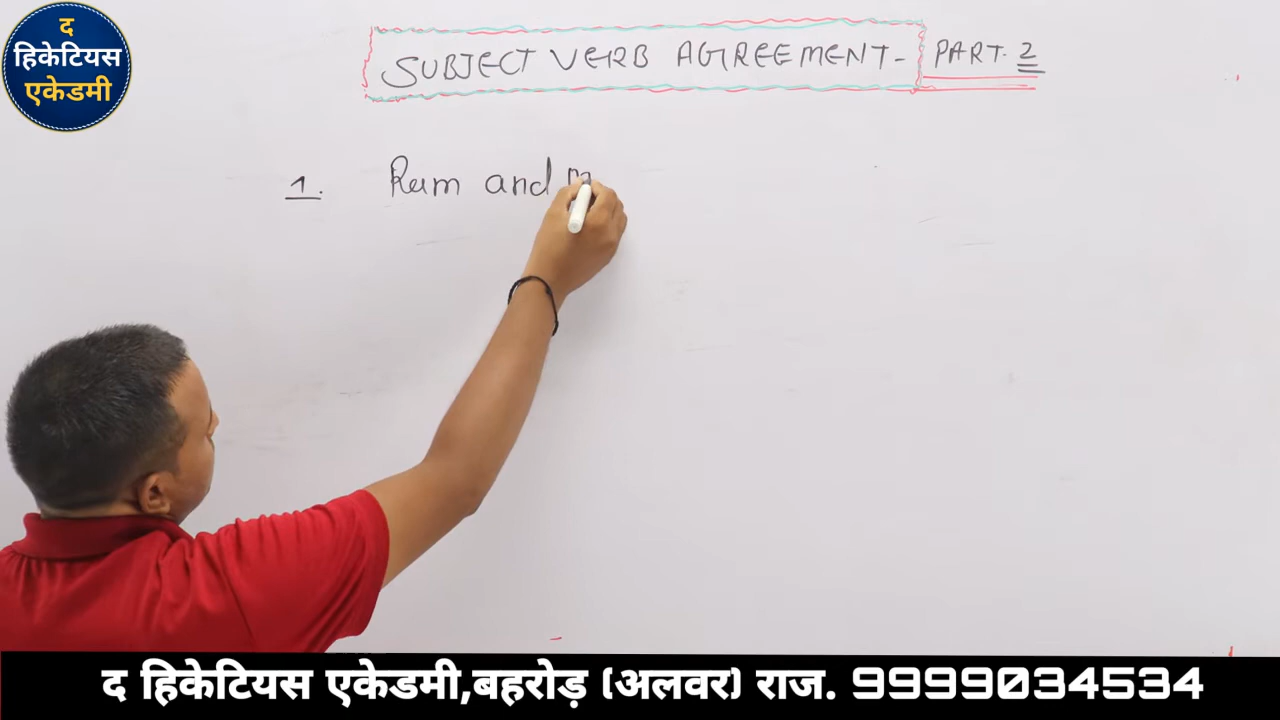 द
हिकेटियस
एकेडमी
SUBJECT VERB AGREEMENT- PART. 2
1. Ram and
द हिकेटियस एकेडमी,बहरोड़ (अलवर) राज. 9999034534